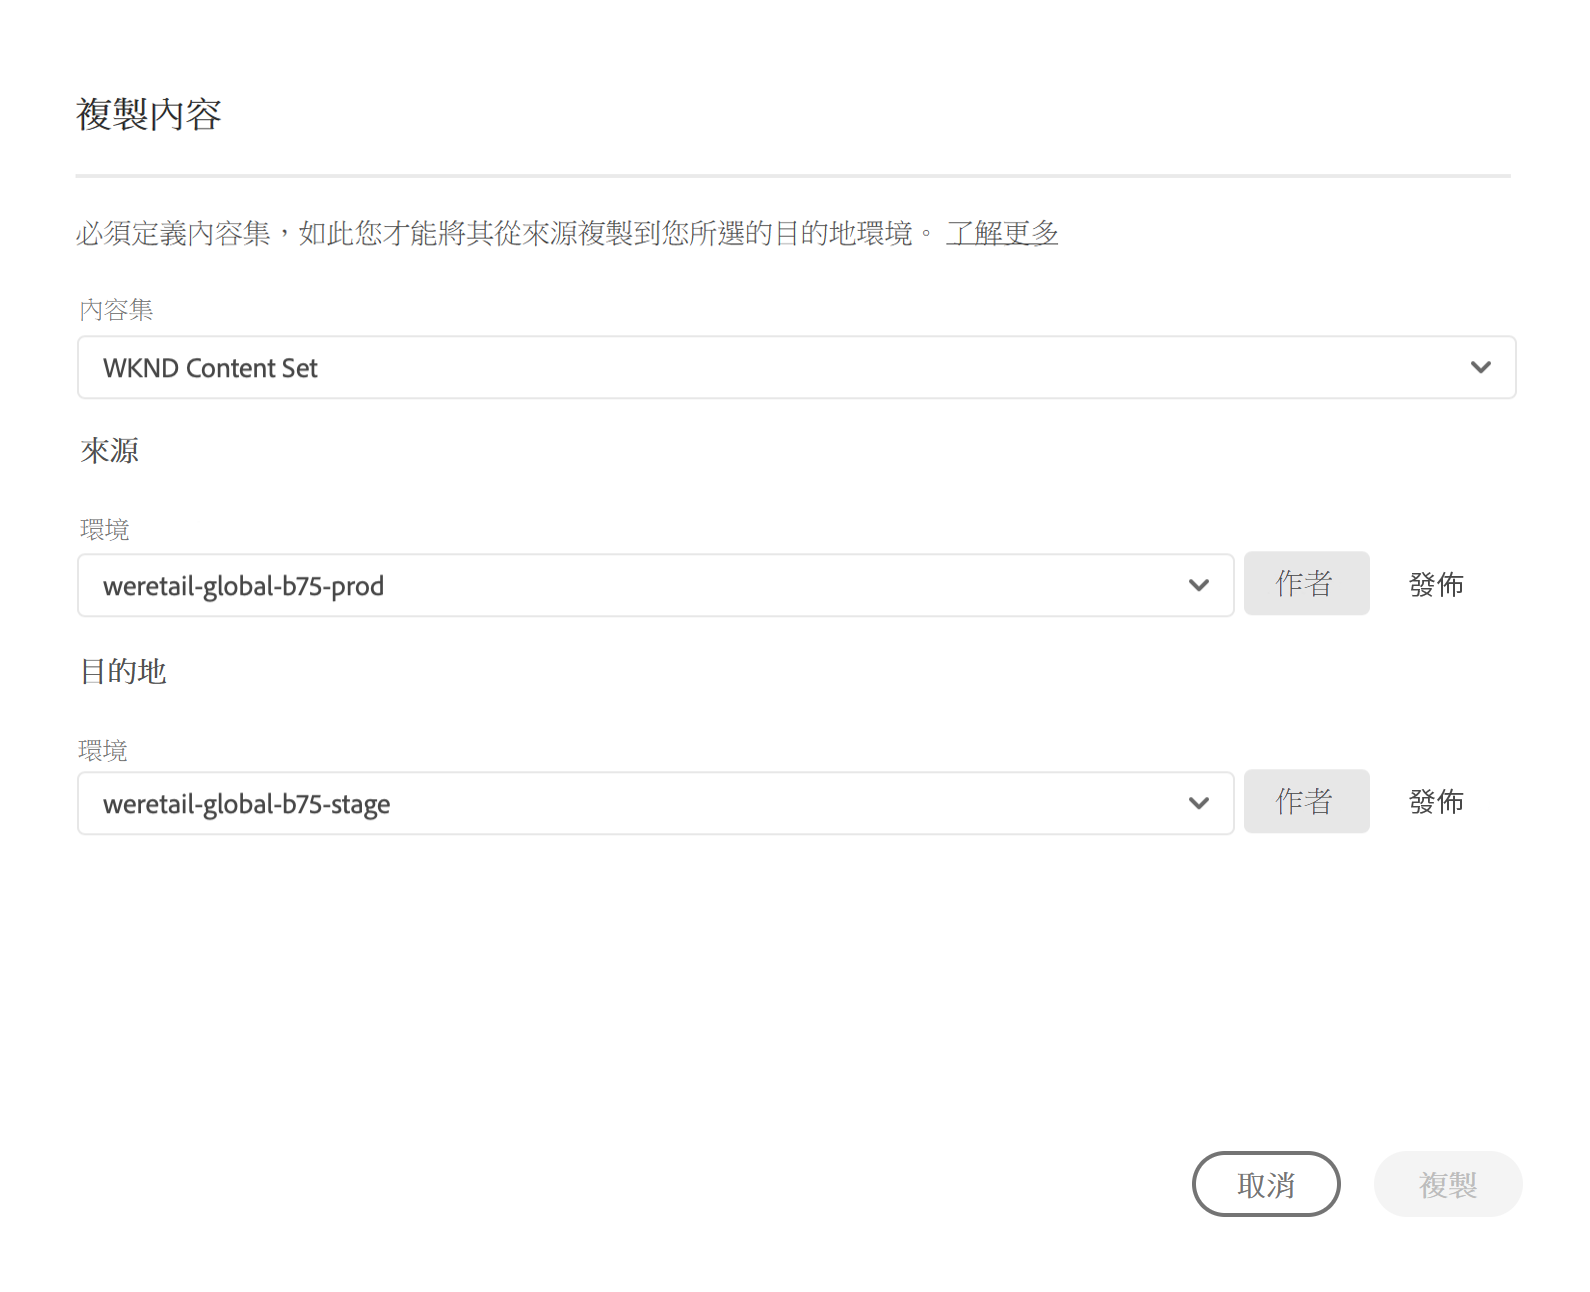 複製內容
必須定義內容集，如此您才能將其從來源複製到您所選的目的地環境。 了解更多
內容集
WKND Content Set
來源
環境
weretail-global-b75-prod 作者 發佈
目的地
環境
weretail-global-b75-stage 作者 發佈
取消 複製